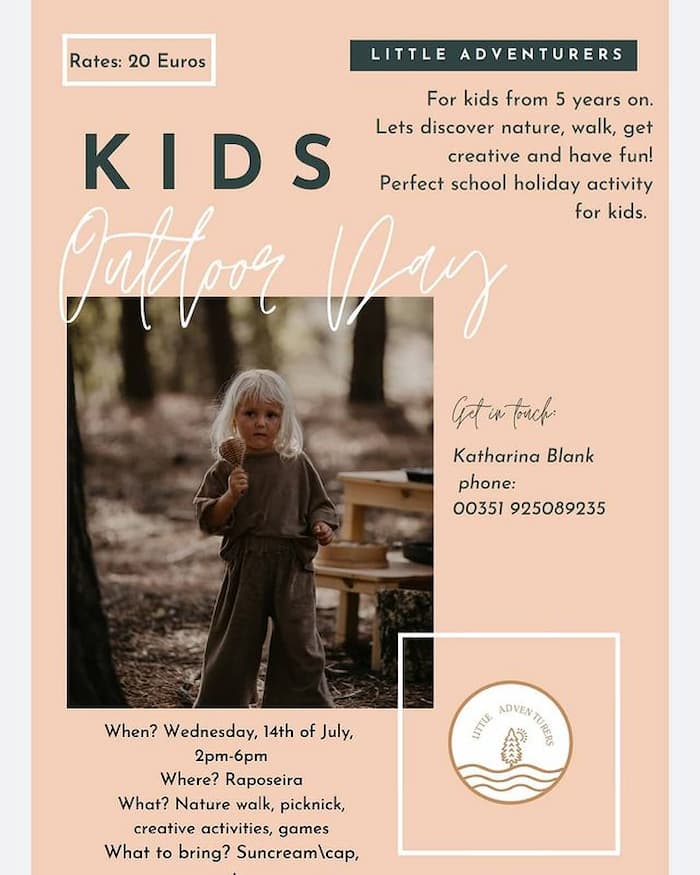 Rates: 20 Euros
LITTLE ADVENTURERS
For kids from 5 years on.
Lets discover nature, walk, get
creative and have fun!
Perfect school holiday activity
for kids.
KIDS
Outdoor Day
Get in touch:
Katharina Blank
phone:
00351 925089235
LITTLE ADVENTURERS
When? Wednesday, 14th of July,
2pm-6pm
Where? Raposeira
What? Nature walk, picknick,
creative activities, games
What to bring? Suncream\cap,